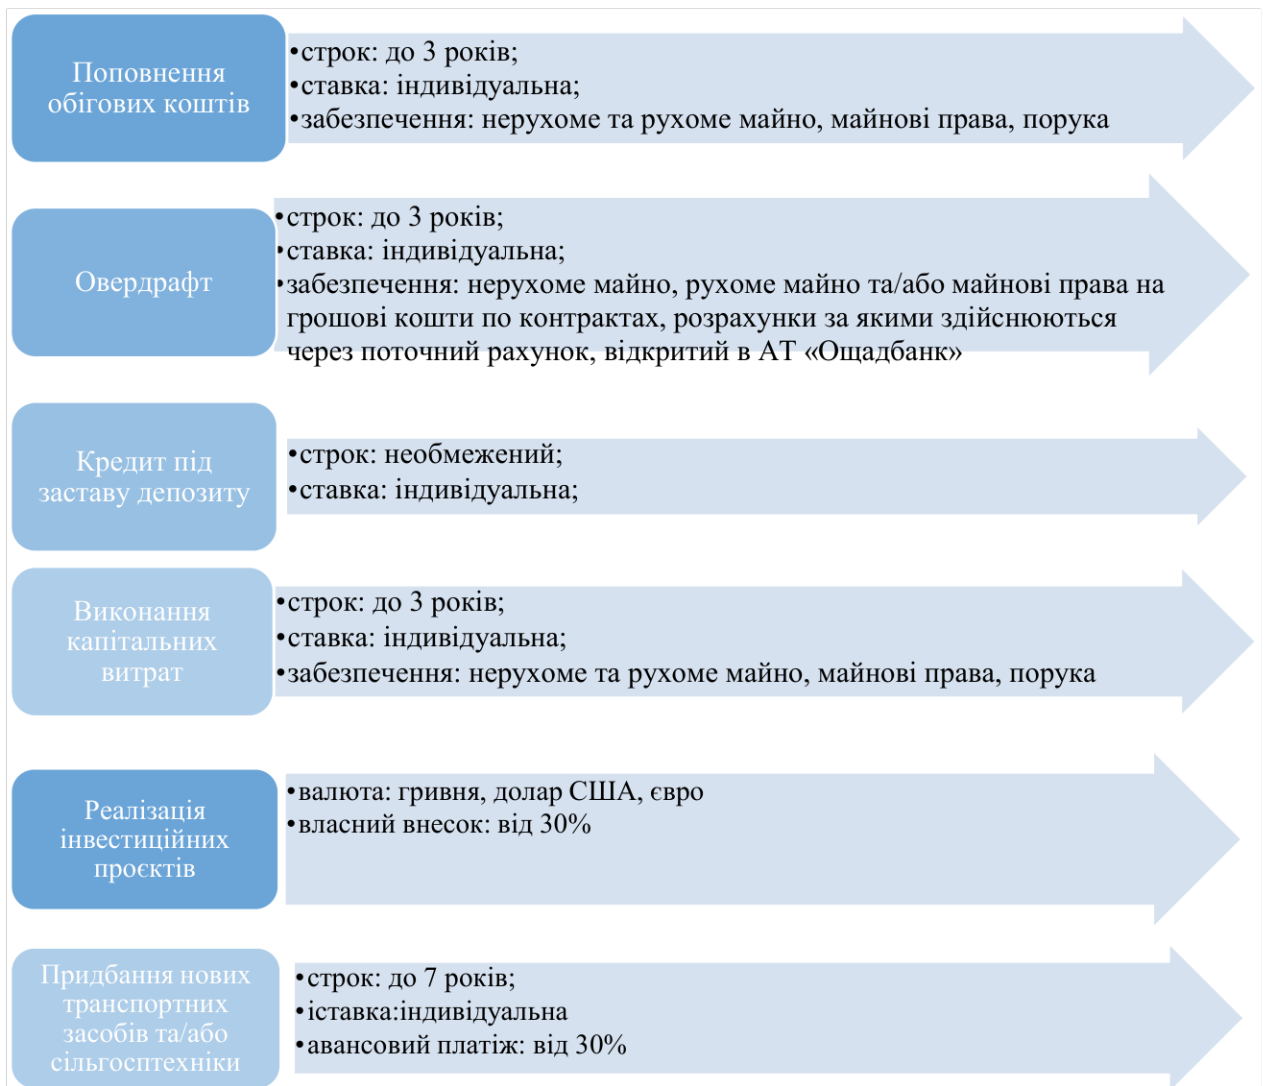 Поповнення
обігових коштів
•строк: до 3 років;
•ставка: індивідуальна;
•забезпечення: нерухоме та рухоме майно, майнові права, порука
Овердрафт
•строк: до 3 років;
•ставка: індивідуальна;
•забезпечення: нерухоме майно, рухоме майно та/або майнові права на
грошові кошти по контрактах, розрахунки за якими здійснюються
через поточний рахунок, відкритий в АТ «Ощадбанк»
Кредит під
заставу депозиту
•строк: необмежений;
•ставка: індивідуальна;
Виконання
капітальних
витрат
•строк: до 3 років;
•ставка: індивідуальна;
•забезпечення: нерухоме та рухоме майно, майнові права, порука
Реалізація
інвестиційних
проєктів
•валюта: гривня, долар США, євро
•власний внесок: від 30%
Придбання нових
транспортних
засобів та/або
сільгосптехніки
•строк: до 7 років;
•іставка:індивідуальна
•авансовий платіж: від 30%